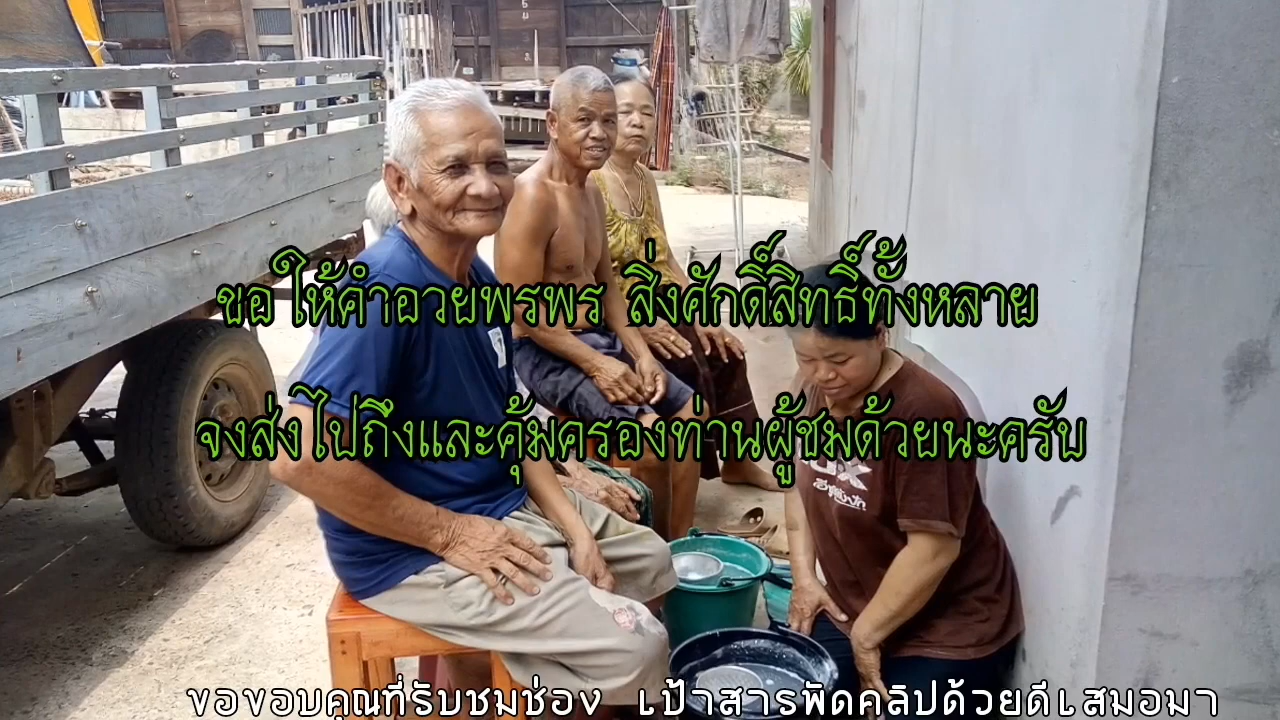 ขอให้คำอวยพรพร สิ่งศักดิ์สิทธิ์ทั้งหลาย
จงส่งไปถึงและคุ้มครองท่านผู้ชมด้วยนะครับ
ขอขอบคุณที่รับชมช่อง เป้าสารพัดคลิปด้วยดีเสมอมา